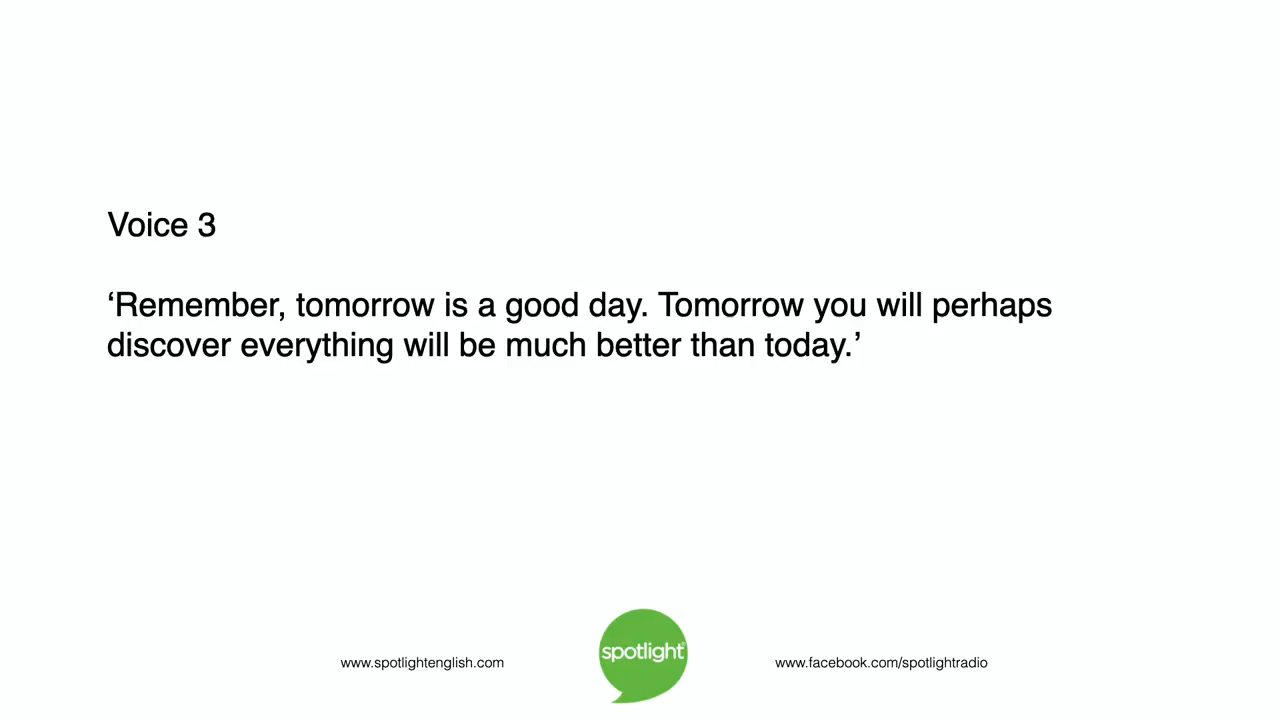 Voice 3
‘Remember, tomorrow is a good day. Tomorrow you will perhaps
discover everything will be much better than today.’
www.spotlightenglish.com
spotlight®
www.facebook.com/spotlightradio